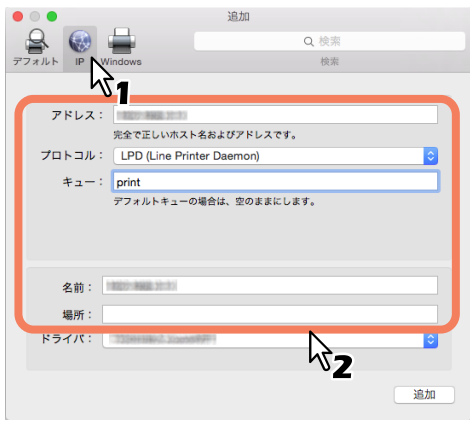 追加
検索
デフォルト IP Windows 検索
1
アドレス：
完全で正しいホスト名およびアドレスです。
プロトコル： LPD (Line Printer Daemon)
キュー： print
デフォルトキューの場合は、空のままにします。
名前：
場所：
ドライバ：
2
追加